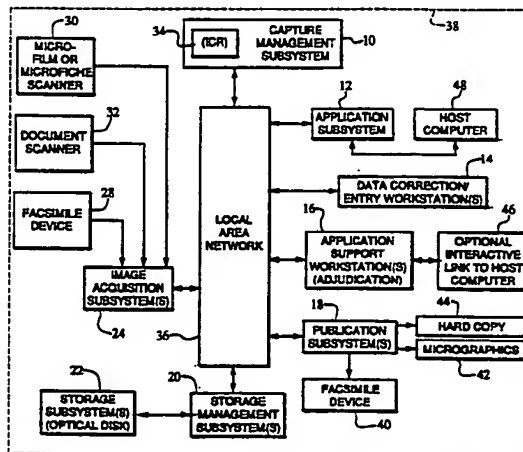 30
MICRO-
FILM OR
MICROFICHE
SCANNER
34
(ICR)
CAPTURE
MANAGEMENT
SUBSYSTEM
10
38
32
DOCUMENT
SCANNER
12
APPLICATION
SUBSYSTEM
48
HOST
COMPUTER
28
FACSIMILE
DEVICE
14
DATA CORRECTION/
ENTRY WORKSTATION(S)
LOCAL
AREA
NETWORK
16
APPLICATION
SUPPORT
WORKSTATION(S)
(ADJUDICATION)
46
OPTIONAL
INTERACTIVE
LINK TO HOST
COMPUTER
IMAGE
ACQUISITION
SUBSYSTEM(S)
24
36
18
PUBLICATION
SUBSYSTEM(S)
44
HARD COPY
MICROGRAPHICS
42
22
STORAGE
SUBSYSTEM(S)
(OPTICAL DISK)
20
STORAGE
MANAGEMENT
SUBSYSTEM(S)
FACSIMILE
DEVICE
40